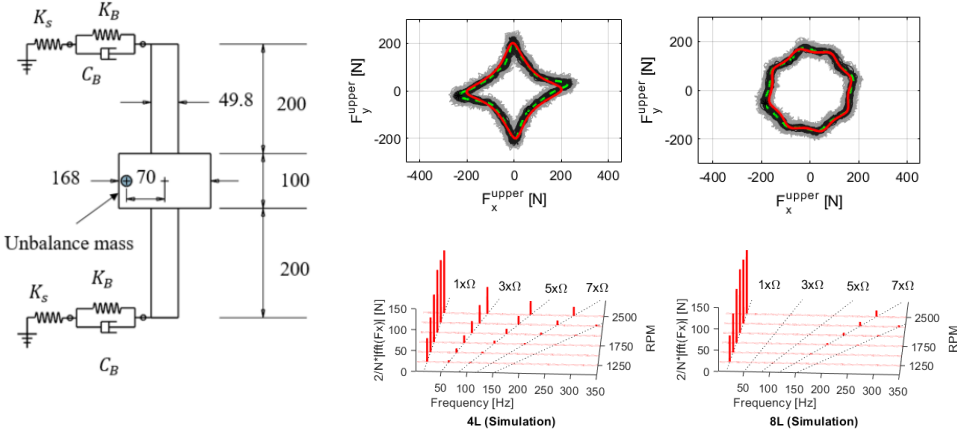 K_s
K_B
C_B
49.8
200
168
70
100
Unbalance mass
200
K_s
K_B
C_B
F_y^upper [N]
200
0
-200
-400 -200 0 200 400
F_x^upper [N]
F_y^upper [N]
200
0
-200
-400 -200 0 200 400
F_x^upper [N]
2/N*|fft(Fx)| [N]
150
100
50
0
1xΩ 3xΩ 5xΩ 7xΩ
2500
1750
1250
RPM
50 100 150 200 250 300 350
Frequency [Hz]
4L (Simulation)
2/N*|fft(Fx)| [N]
150
100
50
0
1xΩ 3xΩ 5xΩ 7xΩ
2500
1750
1250
RPM
50 100 150 200 250 300 350
Frequency [Hz]
8L (Simulation)